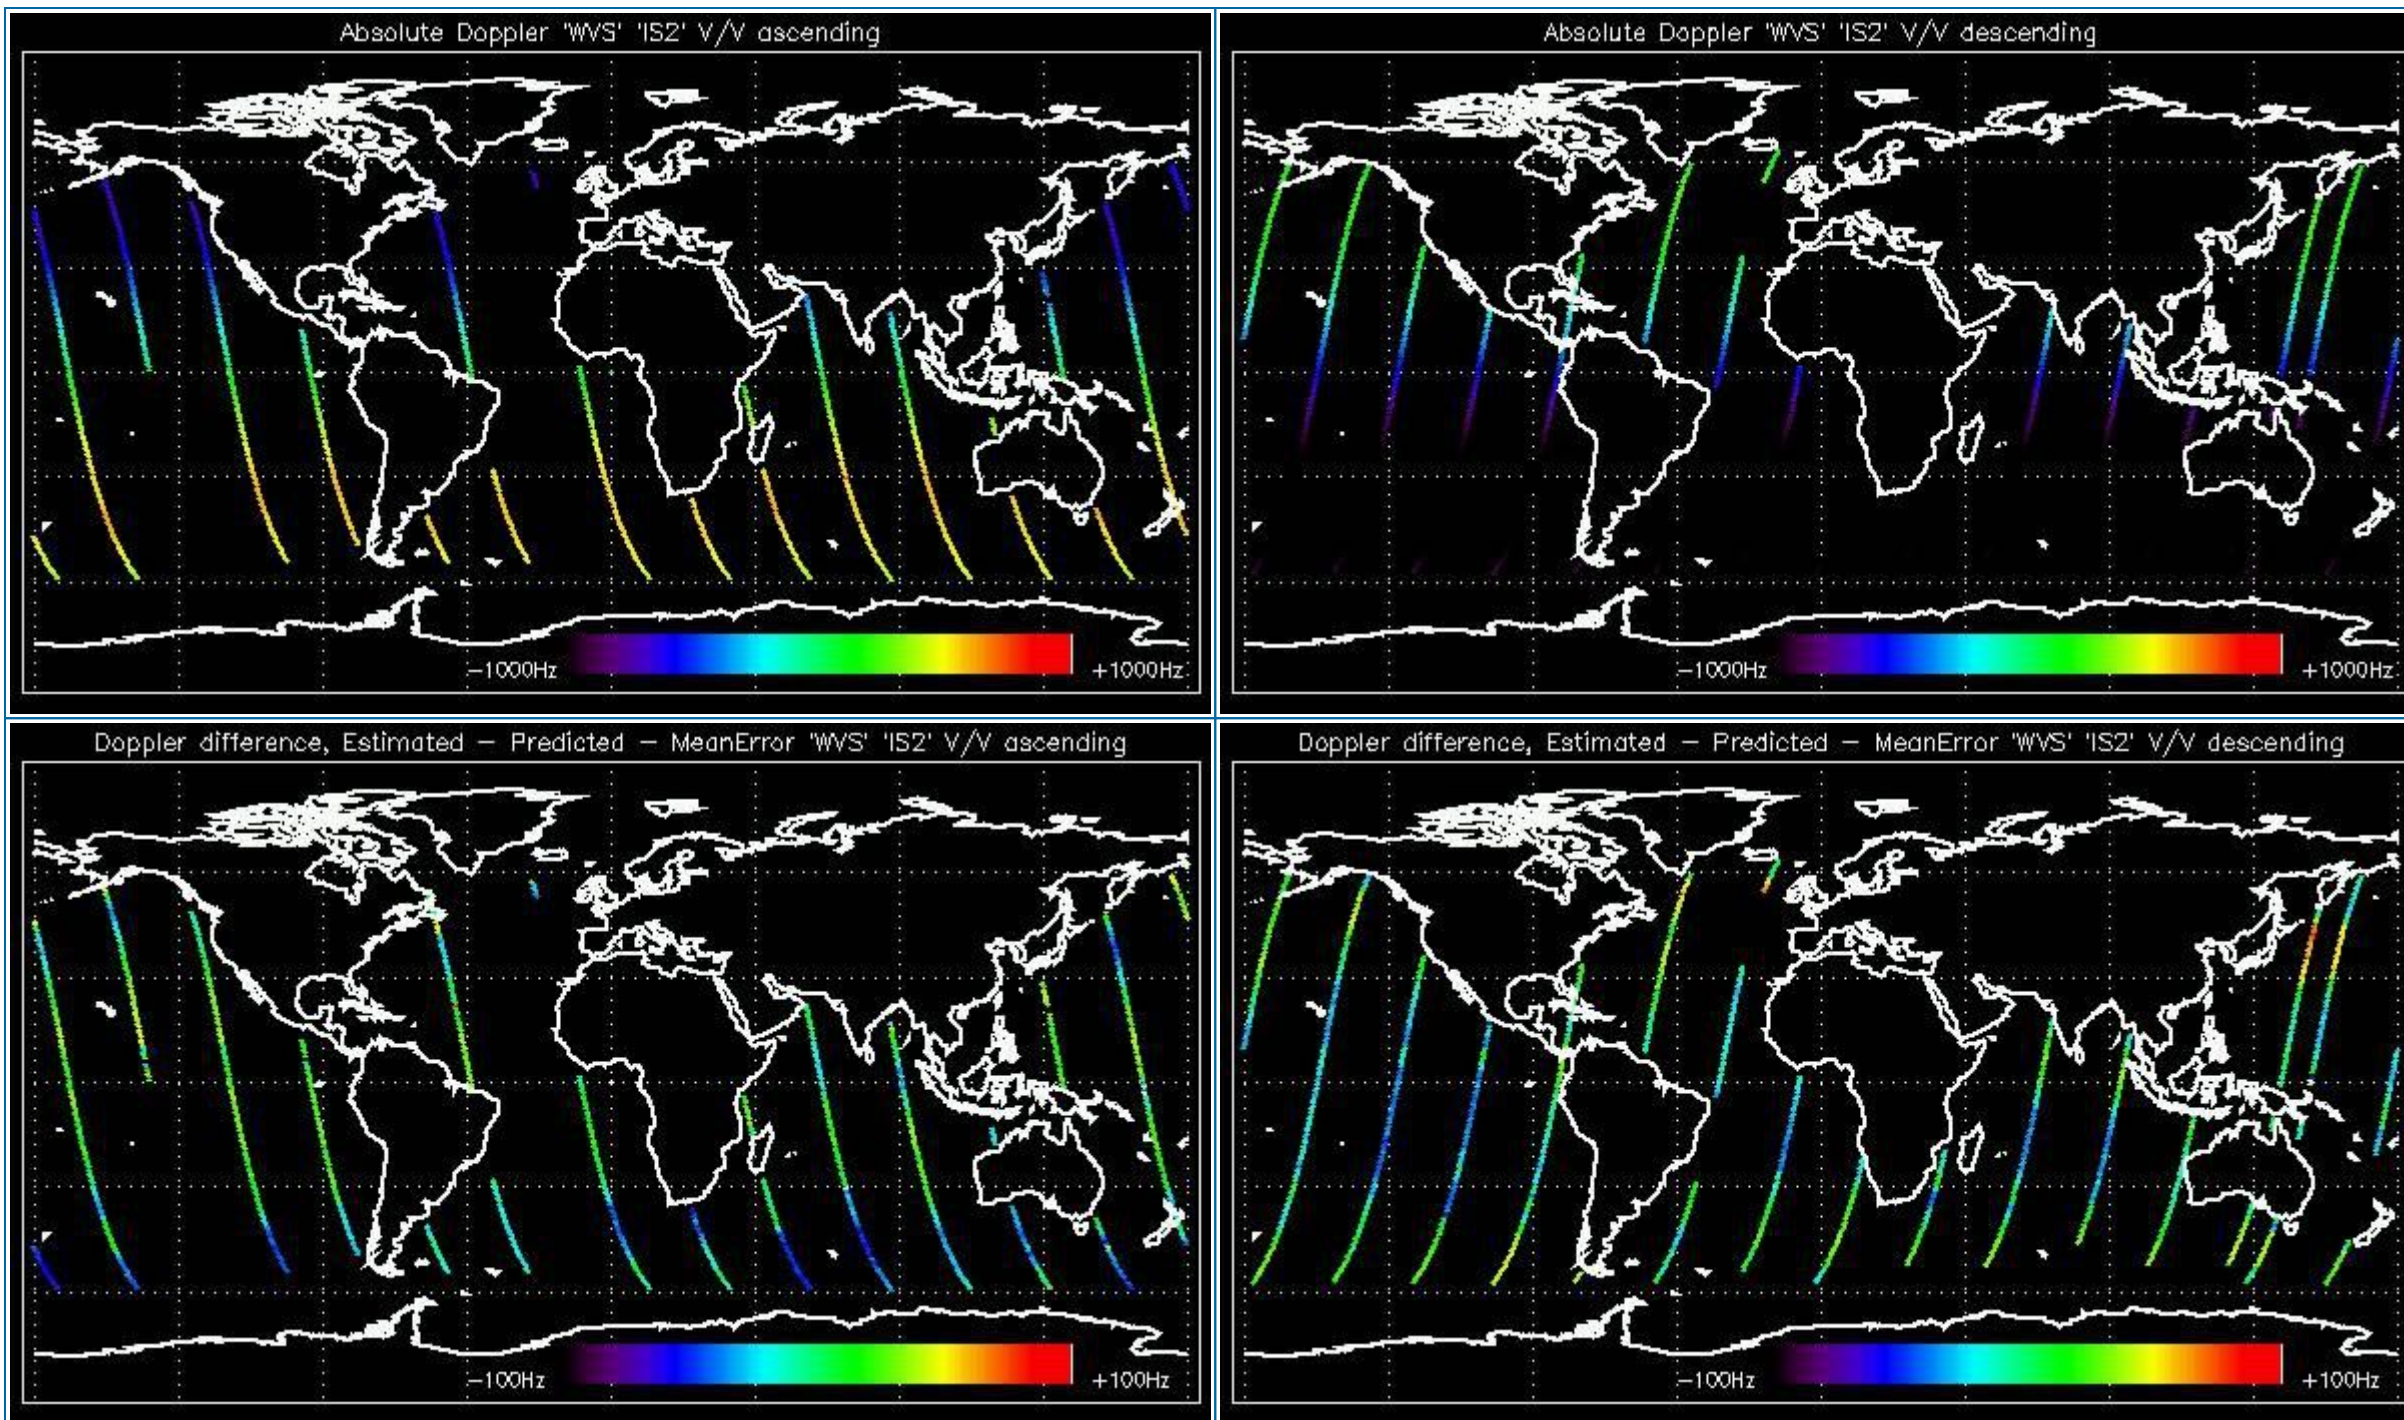 Absolute Doppler 'WVS' 'IS2' V/V ascending
-1000Hz
+1000Hz
Absolute Doppler 'WVS' 'IS2' V/V descending
-1000Hz
+1000Hz
Doppler difference, Estimated - Predicted - MeanError 'WVS' 'IS2' V/V ascending
-100Hz
+100Hz
Doppler difference, Estimated - Predicted - MeanError 'WVS' 'IS2' V/V descending
-100Hz
+100Hz